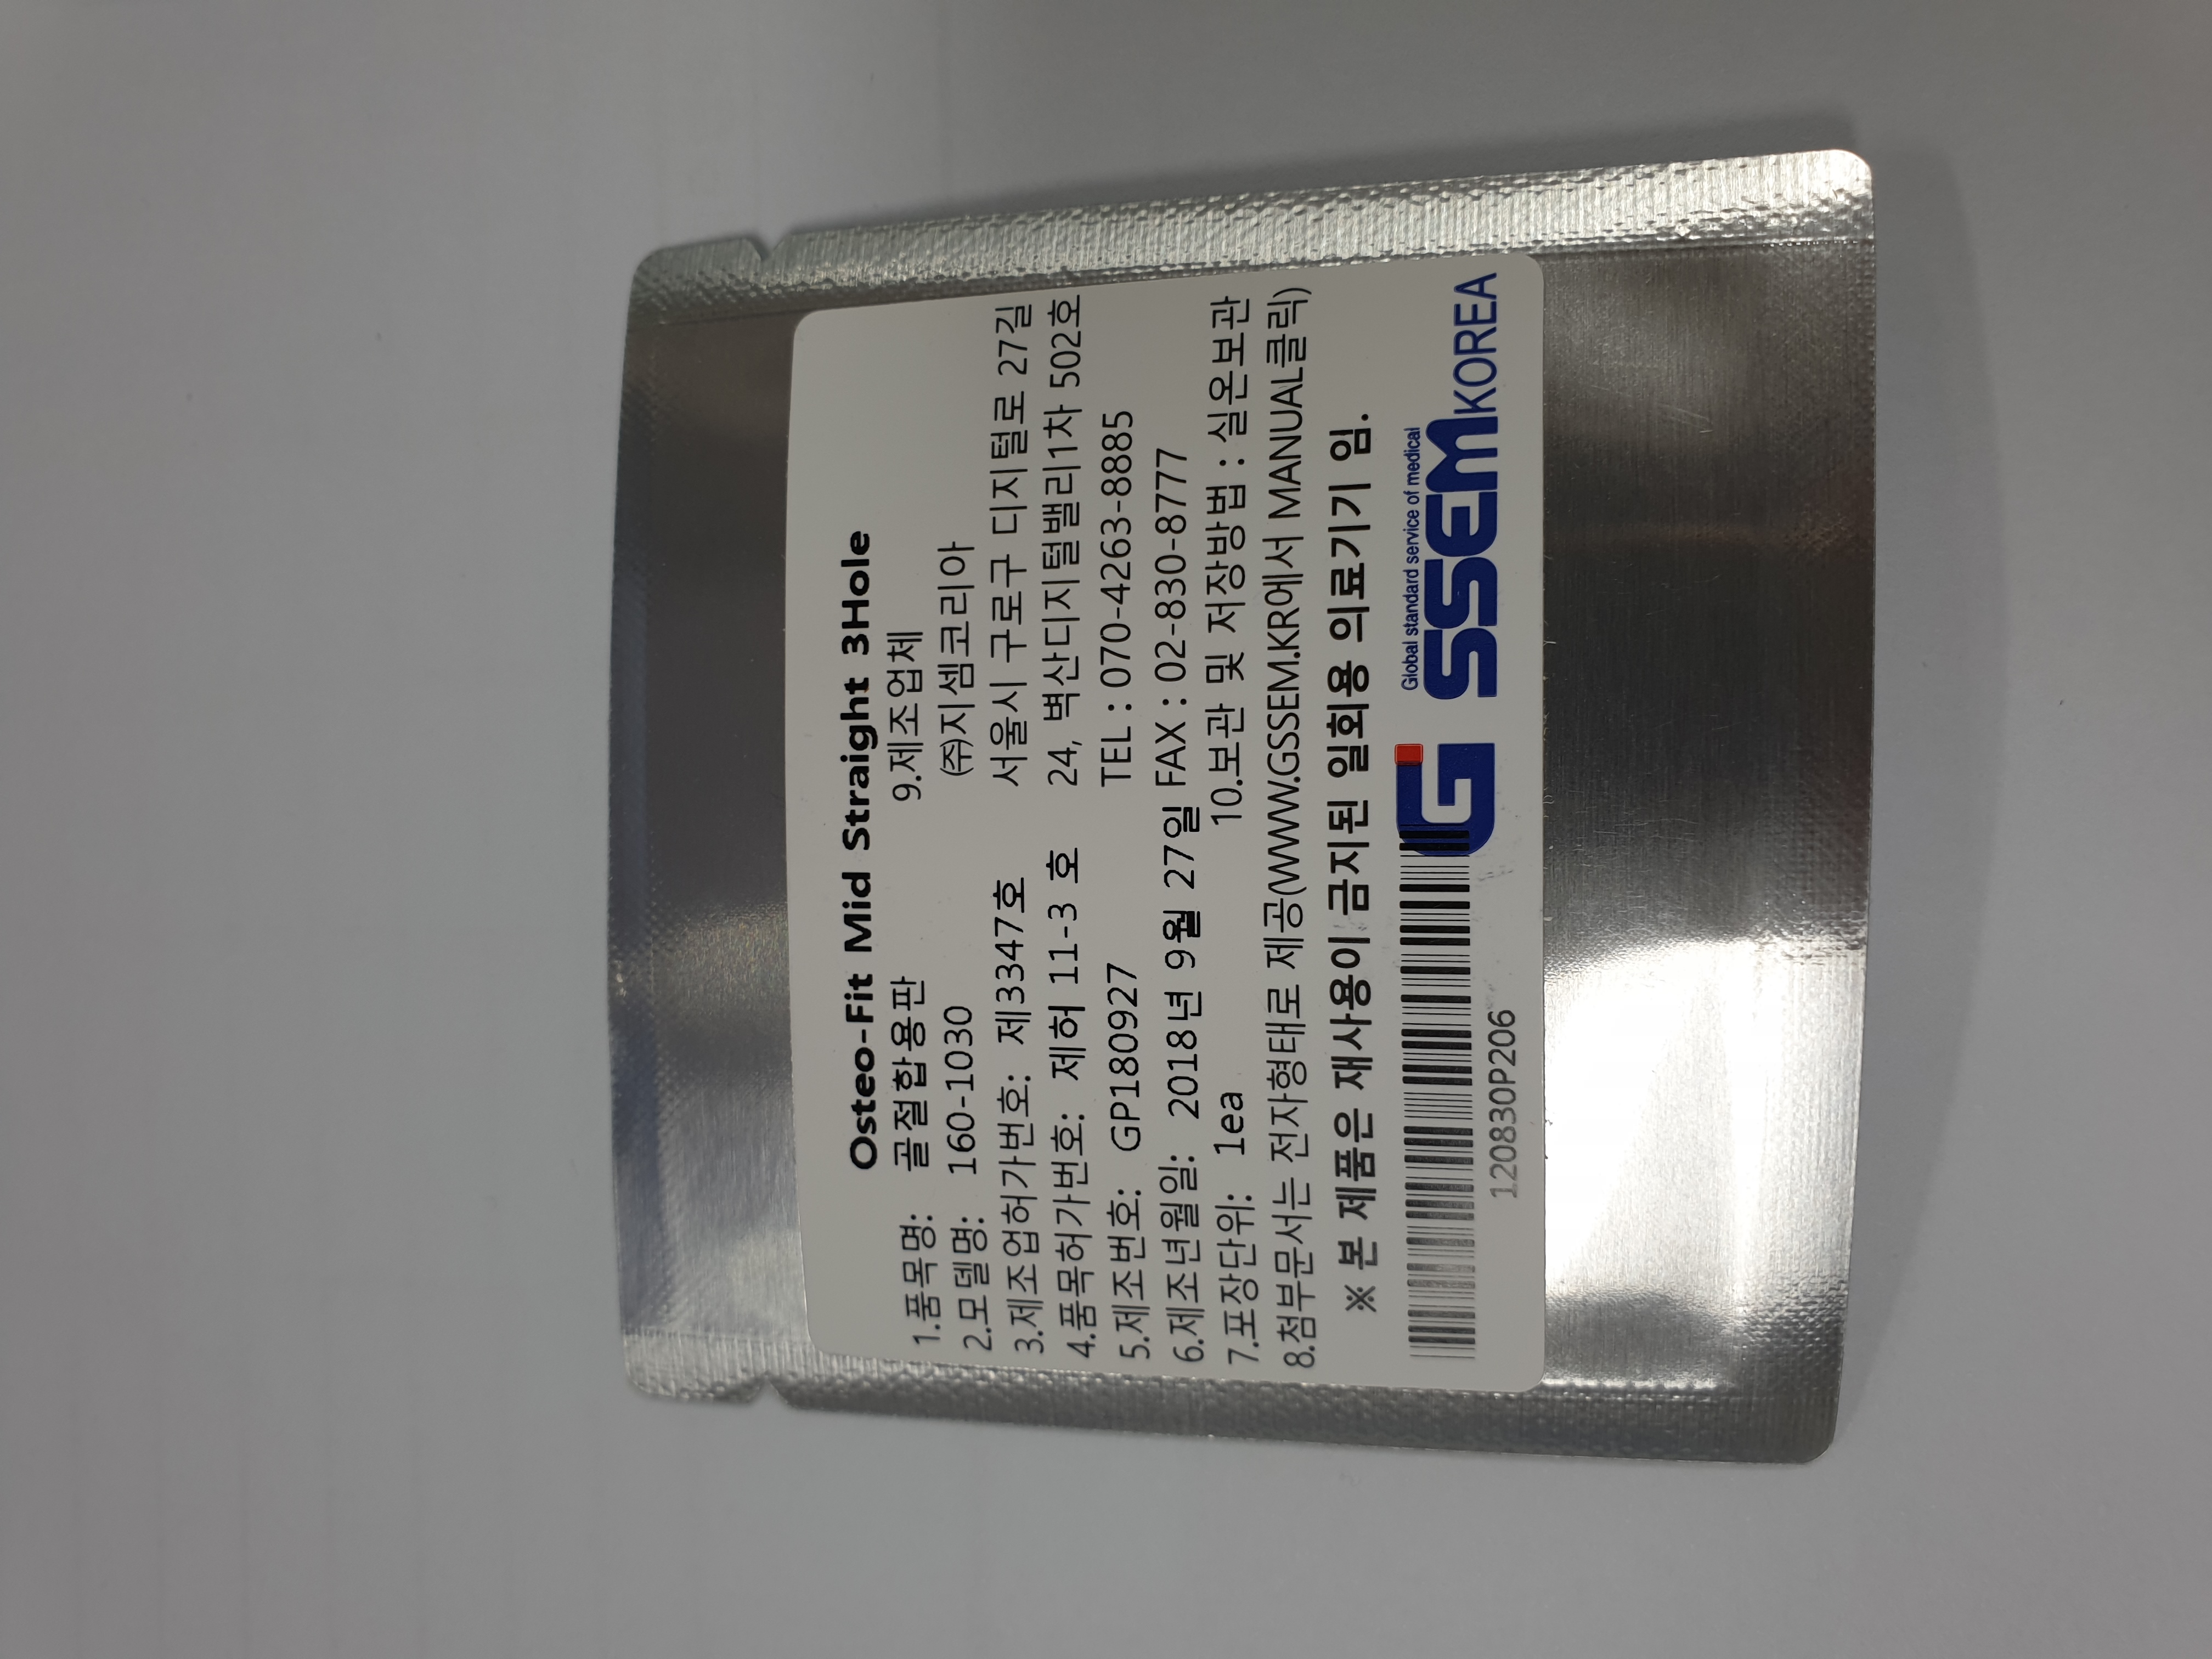 Osteo-Fit Mid Straight 3Hole
1.품목명: 골절합용판
2.모델명: 160-1030
3.제조업허가번호: 제3347호
4.품목허가번호: 제허 11-3 호
5.제조번호: GP180927
6.제조년월일: 2018년 9월 27일
7.포장단위: 1ea
9.제조업체
㈜지셈코리아
서울시 구로구 디지털로 27길
24, 벽산디지털밸리1차 502호
TEL : 070-4263-8885
FAX : 02-830-8777
10.보관 및 저장방법 : 실온보관
8.첨부문서는 전자형태로 제공(WWW.GSSEM.KR에서 MANUAL클릭)
※ 본 제품은 재사용이 금지된 일회용 의료기기 임.
120830P206
Global standard service of medical
G SSEM KOREA